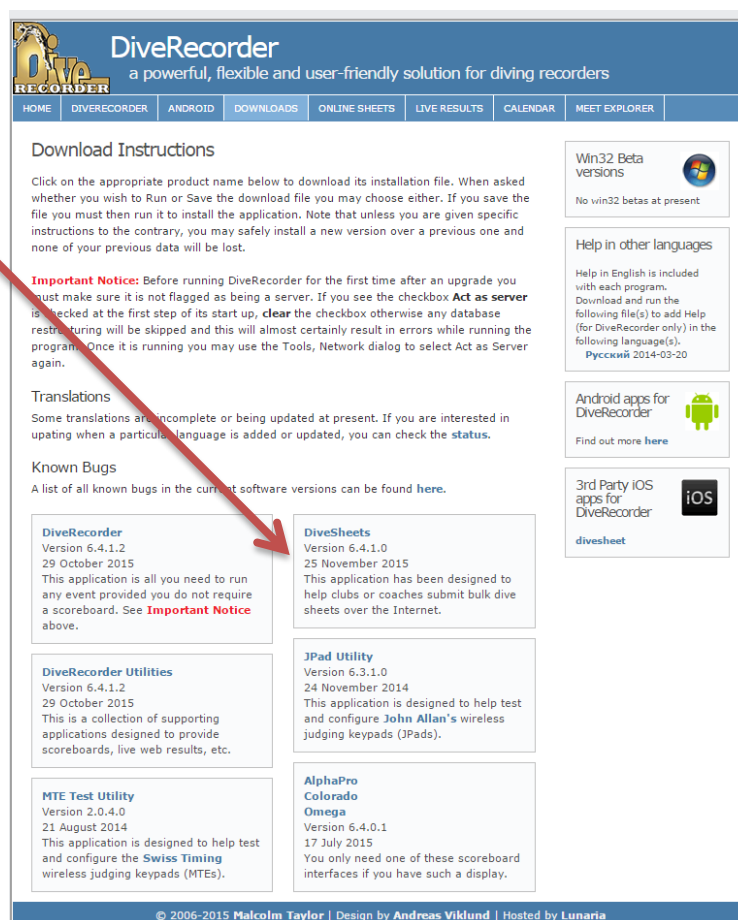 Dive
RECORDER
DiveRecorder
a powerful, flexible and user-friendly solution for diving recorders
HOME DIVERECORDER ANDROID DOWNLOADS ONLINE SHEETS LIVE RESULTS CALENDAR MEET EXPLORER
Download Instructions
Click on the appropriate product name below to download its installation file. When asked
whether you wish to Run or Save the download file you may choose either. If you save the
file you must then run it to install the application. Note that unless you are given specific
instructions to the contrary, you may safely install a new version over a previous one and
none of your previous data will be lost.
Important Notice: Before running DiveRecorder for the first time after an upgrade you
must make sure it is not flagged as being a server. If you see the checkbox Act as server
is checked at the first step of its start up, clear the checkbox otherwise any database
restructuring will be skipped and this will almost certainly result in errors while running the
program. Once it is running you may use the Tools, Network dialog to select Act as Server
again.
Translations
Some translations are incomplete or being updated at present. If you are interested in
upating when a particular language is added or updated, you can check the status.
Known Bugs
A list of all known bugs in the current software versions can be found here.
DiveRecorder
Version 6.4.1.2
29 October 2015
This application is all you need to run
any event provided you do not require
a scoreboard. See Important Notice
above.
DiveSheets
Version 6.4.1.0
25 November 2015
This application has been designed to
help clubs or coaches submit bulk dive
sheets over the Internet.
DiveRecorder Utilities
Version 6.4.1.2
29 October 2015
This is a collection of supporting
applications designed to provide
scoreboards, live web results, etc.
JPad Utility
Version 6.3.1.0
24 November 2014
This application is designed to help test
and configure John Allan's wireless
judging keypads (JPads).
MTE Test Utility
Version 2.0.4.0
21 August 2014
This application is designed to help test
and configure the Swiss Timing
wireless judging keypads (MTEs).
AlphaPro
Colorado
Omega
Version 6.4.0.1
17 July 2015
You only need one of these scoreboard
interfaces if you have such a display.
Win32 Beta
versions
No win32 betas at present
Help in other languages
Help in English is included
with each program.
Download and run the
following file(s) to add Help
(for DiveRecorder only) in the
following language(s).
Русский 2014-03-20
Android apps for
DiveRecorder
Find out more here
3rd Party iOS
apps for
DiveRecorder
iOS
divesheet
© 2006-2015 Malcolm Taylor | Design by Andreas Viklund | Hosted by Lunaria